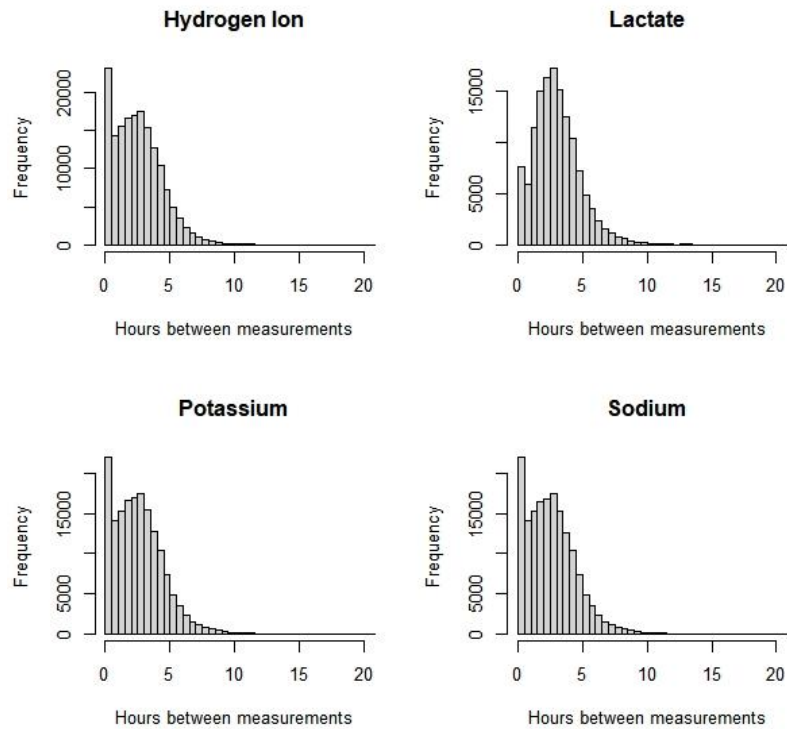 Hydrogen Ion
Frequency
0
10000
20000
0 5 10 15 20
Hours between measurements
Lactate
Frequency
0
5000
15000
0 5 10 15 20
Hours between measurements
Potassium
Frequency
0
5000
15000
0 5 10 15 20
Hours between measurements
Sodium
Frequency
0
5000
15000
0 5 10 15 20
Hours between measurements